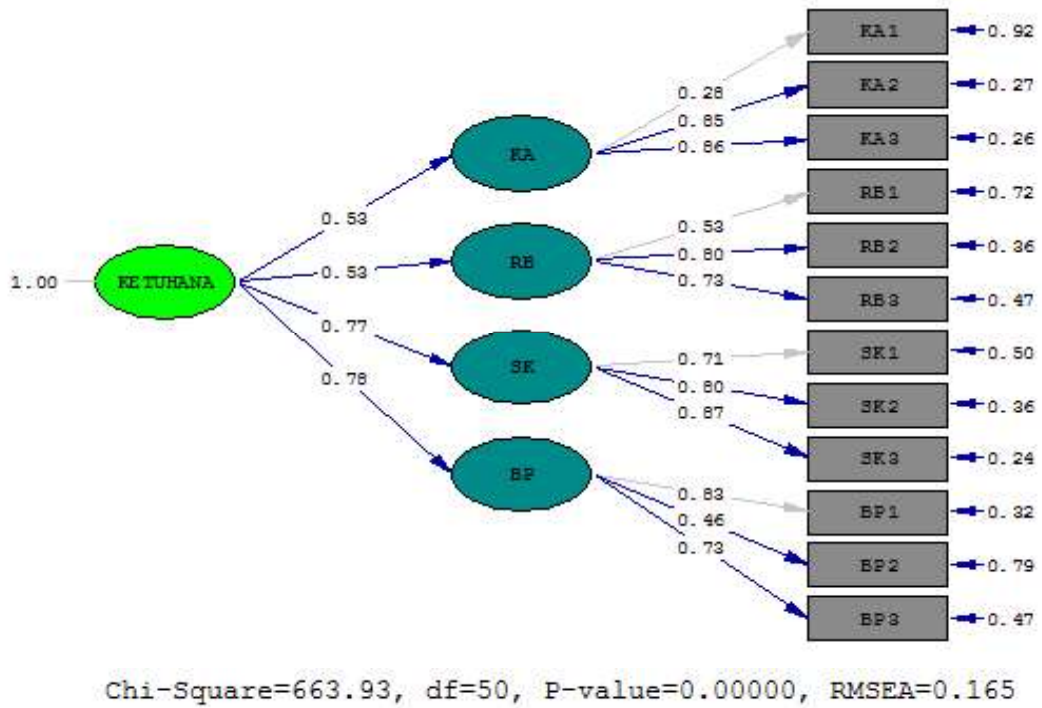 KA1
0.92
0.28
KA2
0.27
0.85
KA
KA3
0.26
0.86
RB1
0.72
0.53
0.53
RB2
0.36
0.80
RB
1.00
KETUHANA
0.53
RB3
0.47
0.73
0.77
SK1
0.50
0.71
SK
0.78
SK2
0.36
0.80
SK3
0.24
0.87
BP
BP1
0.32
0.83
0.46
BP2
0.79
0.73
BP3
0.47
Chi-Square=663.93, df=50, P-value=0.00000, RMSEA=0.165